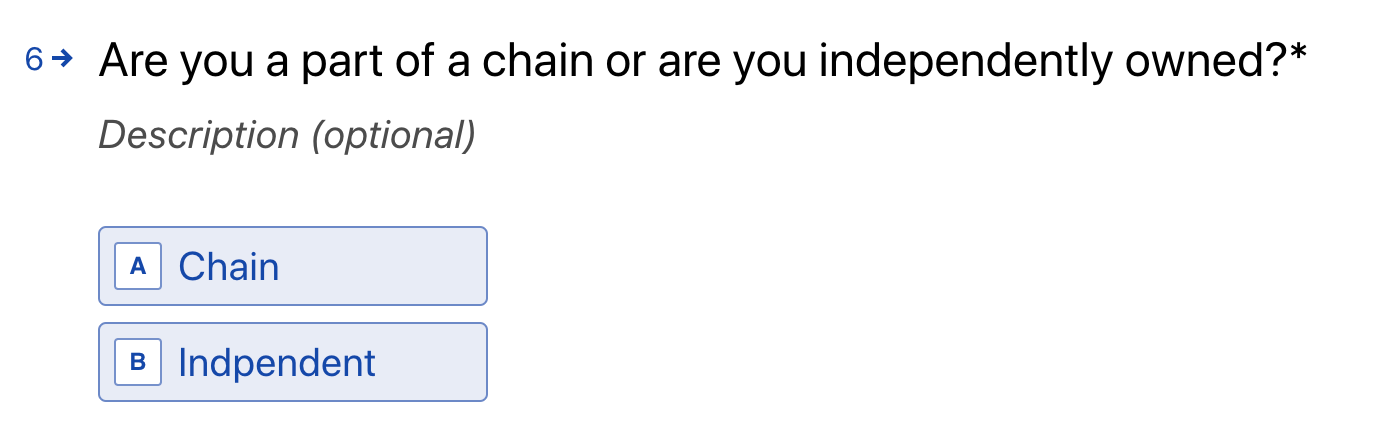 6→ Are you a part of a chain or are you independently owned?*
Description (optional)
A Chain
B Indpendent